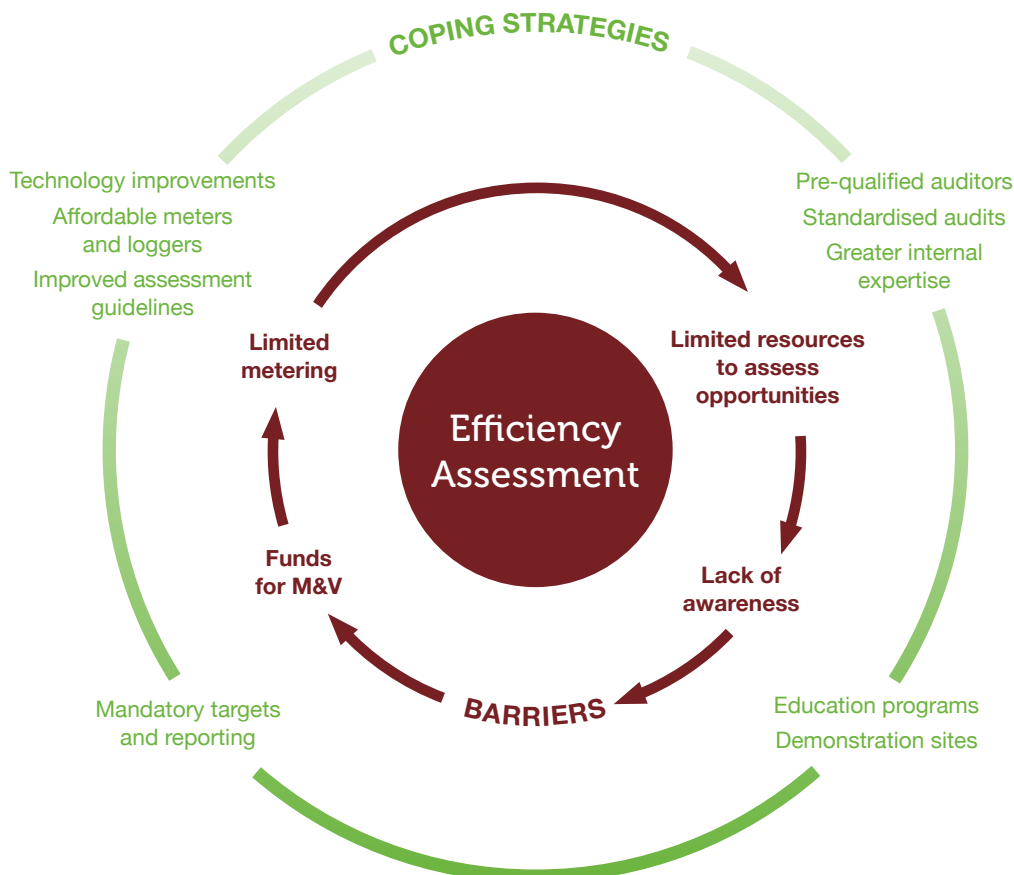 COPING STRATEGIES
Technology improvements
Affordable meters
and loggers
Improved assessment
guidelines
Pre-qualified auditors
Standardised audits
Greater internal
expertise
Limited
metering
Limited resources
to assess
opportunities
Efficiency
Assessment
Funds
for M&V
Lack of
awareness
BARRIERS
Mandatory targets
and reporting
Education programs
Demonstration sites